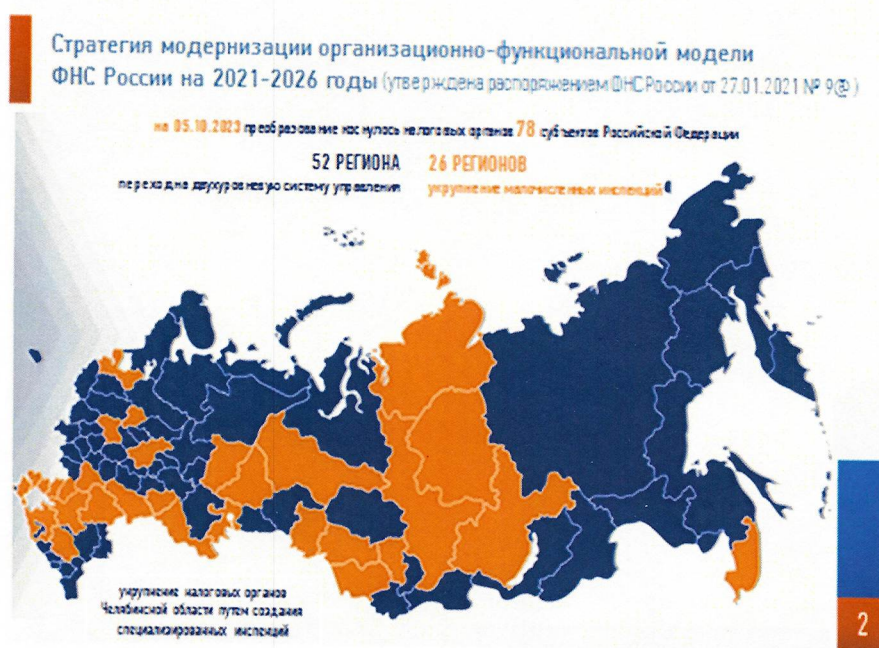 Стратегия модернизации организационно-функциональной модели
ФНС России на 2021-2026 годы (утверждена распоряжением ФНС России от 27.01.2021 № 9@)
на 05.10.2023 преобразование коснулось налоговых органов 78 субъектов Российской Федерации
52 РЕГИОНА
переход на двухуровневую систему управления
26 РЕГИОНОВ
укрупнение малочисленных инспекций
укрупнение налоговых органов
Челябинской области путем создания
специализированных инспекций
2